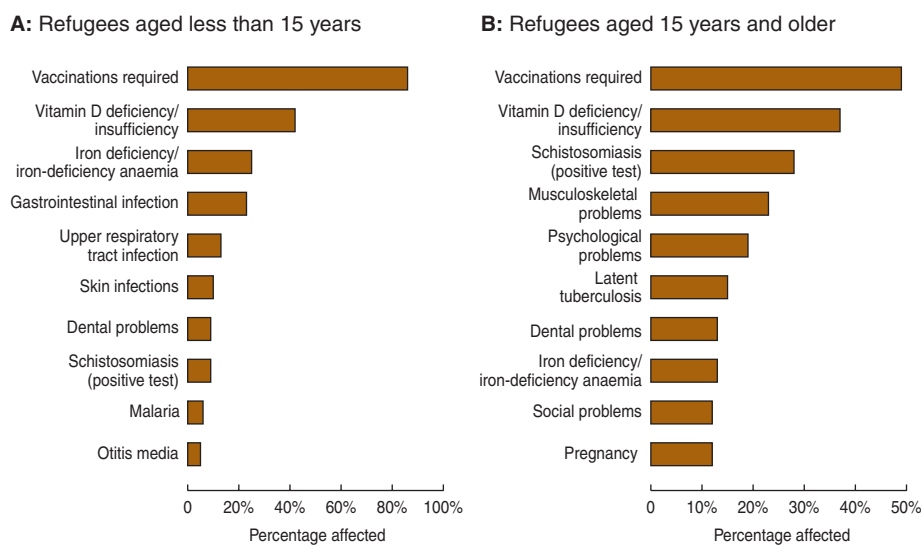 A: Refugees aged less than 15 years
Vaccinations required
Vitamin D deficiency/
insufficiency
Iron deficiency/
iron-deficiency anaemia
Gastrointestinal infection
Upper respiratory
tract infection
Skin infections
Dental problems
Schistosomiasis
(positive test)
Malaria
Otitis media
0 20% 40% 60% 80% 100%
Percentage affected
B: Refugees aged 15 years and older
Vaccinations required
Vitamin D deficiency/
insufficiency
Schistosomiasis
(positive test)
Musculoskeletal
problems
Psychological
problems
Latent
tuberculosis
Dental problems
Iron deficiency/
iron-deficiency anaemia
Social problems
Pregnancy
0 10% 20% 30% 40% 50%
Percentage affected